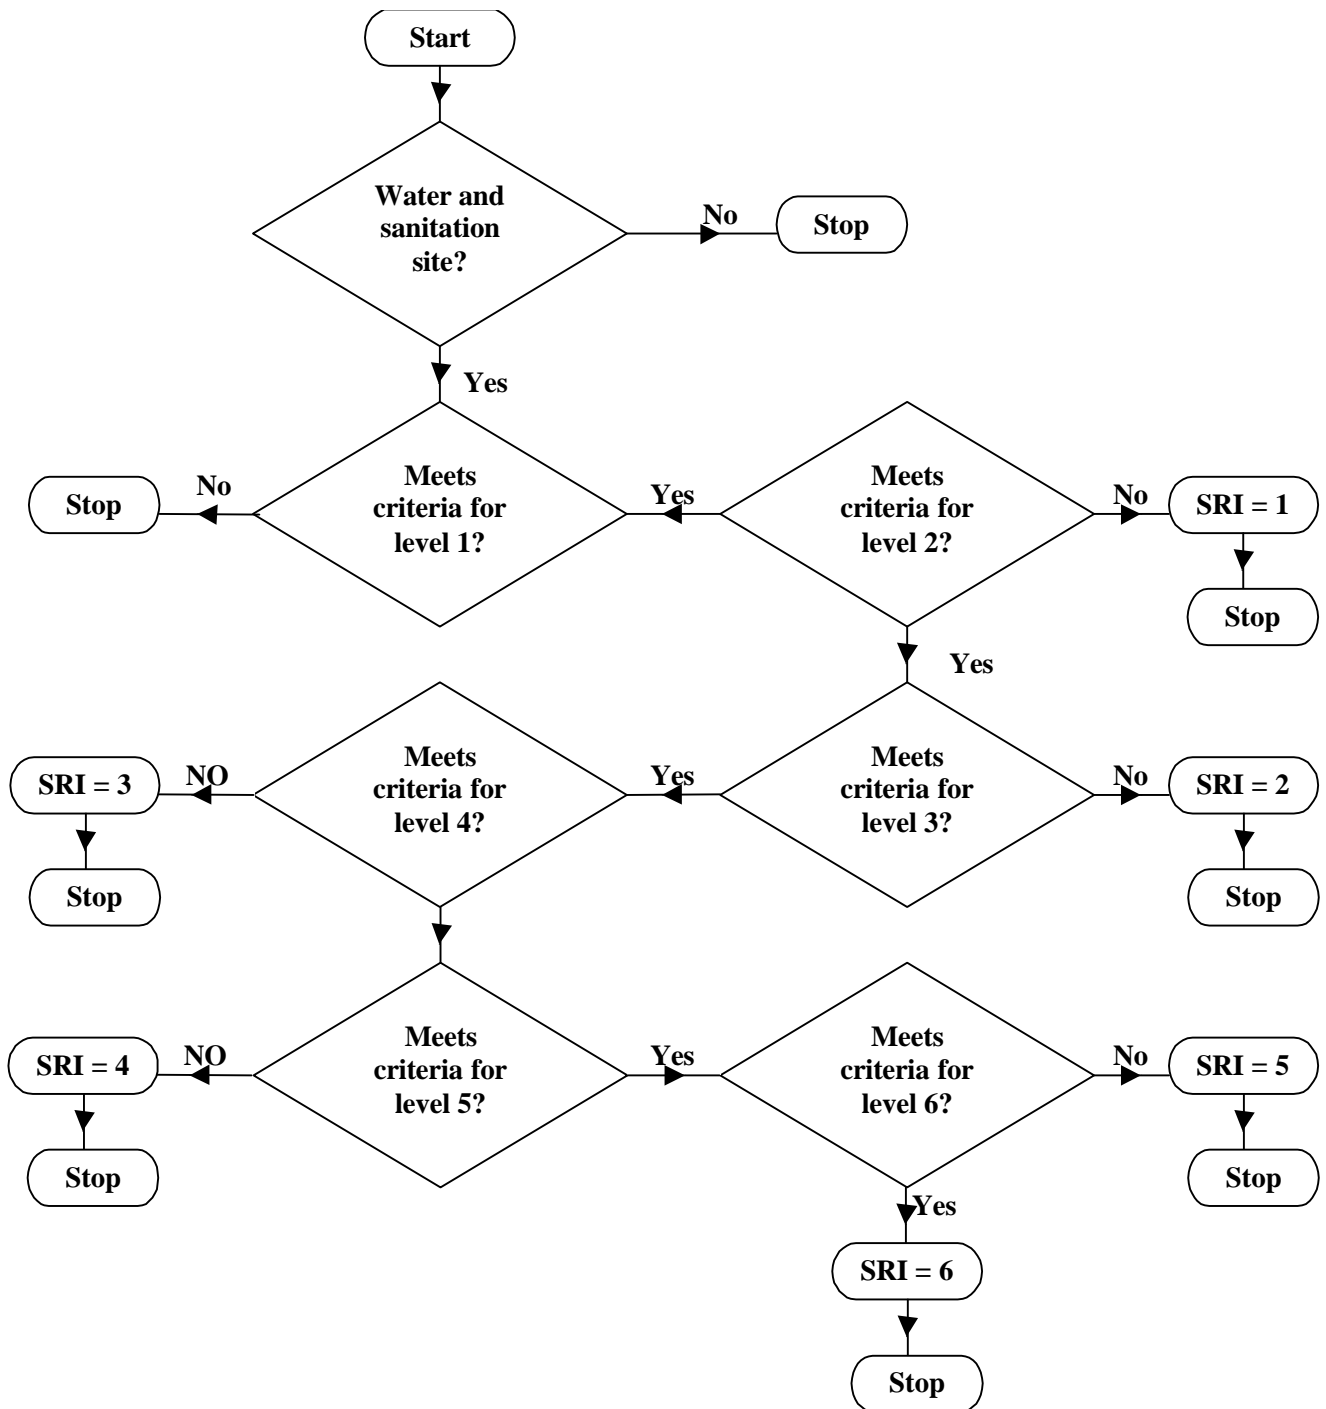 Start
Water and
sanitation
site?
No
Stop
Yes
Stop
No
Meets
criteria for
level 1?
Yes
Meets
criteria for
level 2?
No
SRI = 1
Stop
Yes
SRI = 3
NO
Meets
criteria for
level 4?
Yes
Meets
criteria for
level 3?
No
SRI = 2
Stop
Stop
SRI = 4
NO
Meets
criteria for
level 5?
Yes
Meets
criteria for
level 6?
No
SRI = 5
Stop
Stop
Yes
SRI = 6
Stop